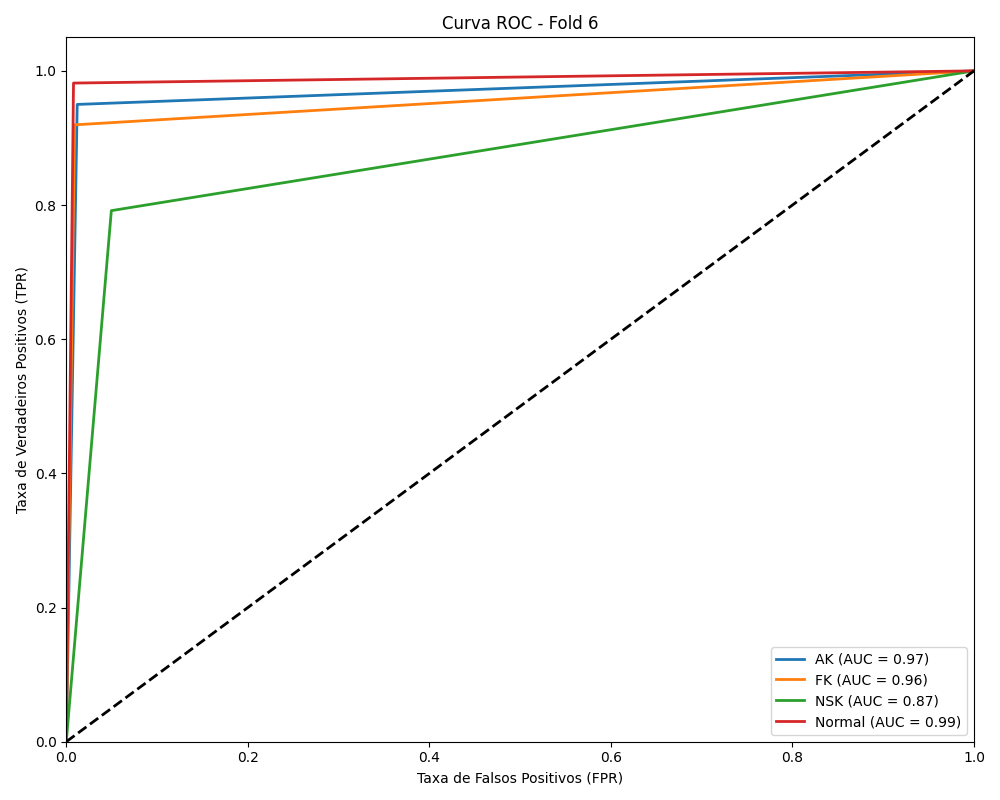 Curva ROC - Fold 6
Taxa de Verdadeiros Positivos (TPR)
1.0
0.8
0.6
0.4
0.2
0.0
0.0 0.2 0.4 0.6 0.8 1.0
Taxa de Falsos Positivos (FPR)
AK (AUC = 0.97)
FK (AUC = 0.96)
NSK (AUC = 0.87)
Normal (AUC = 0.99)